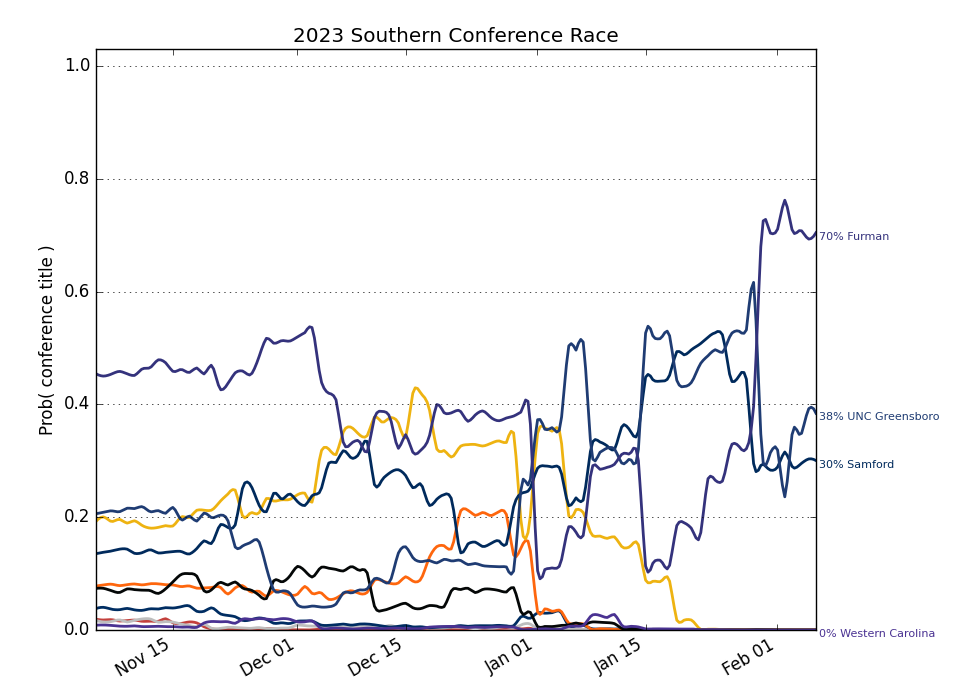 2023 Southern Conference Race
Prob( conference title )
1.0
0.8
0.6
0.4
0.2
0.0
Nov 15
Dec 01
Dec 15
Jan 01
Jan 15
Feb 01
70% Furman
38% UNC Greensboro
30% Samford
0% Western Carolina